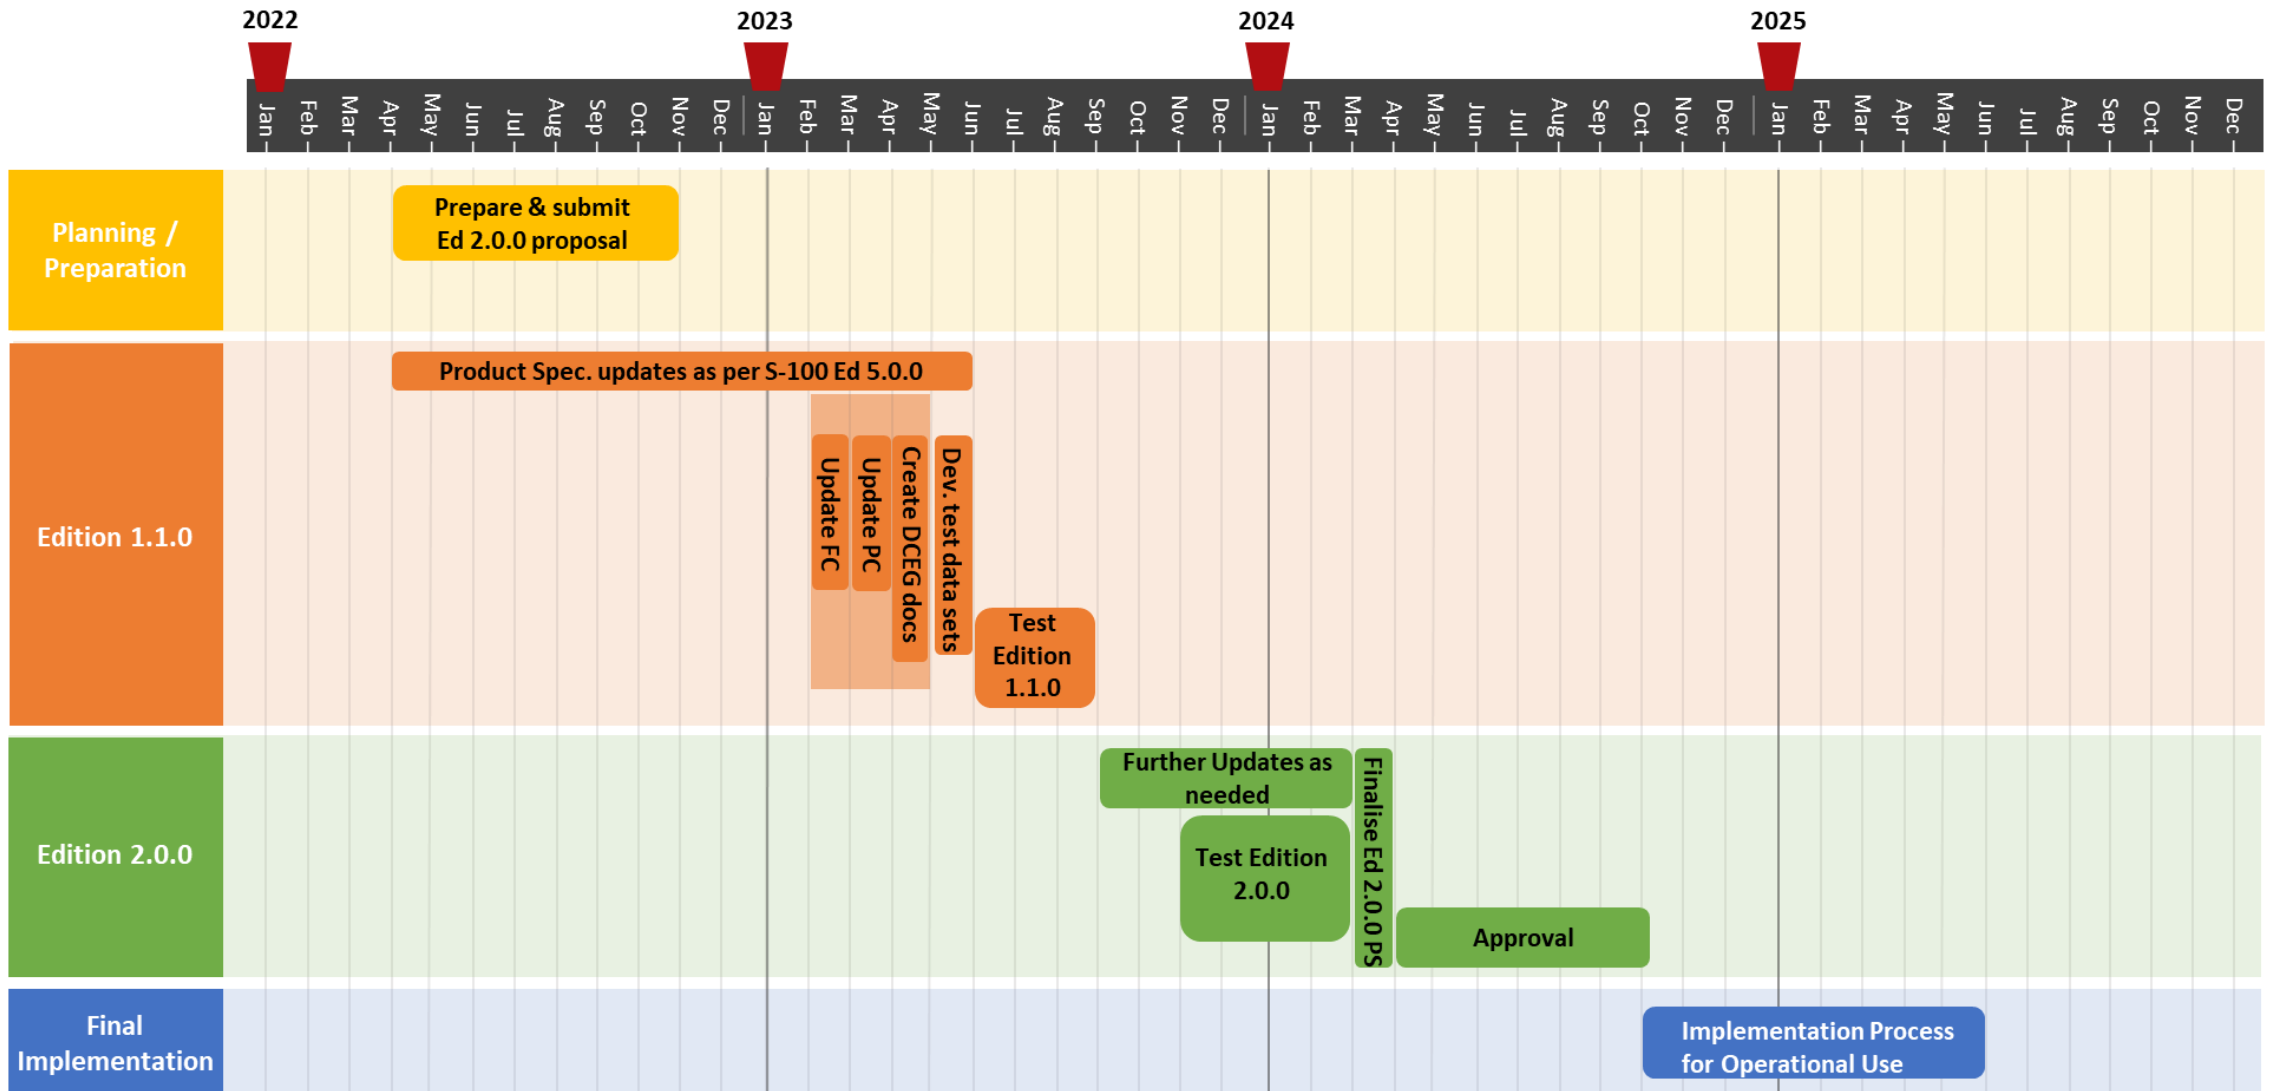 2022 2023 2024 2025
Jan Feb Mar Apr May Jun Jul Aug Sep Oct Nov Dec Jan Feb Mar Apr May Jun Jul Aug Sep Oct Nov Dec Jan Feb Mar Apr May Jun Jul Aug Sep Oct Nov Dec Jan Feb Mar Apr May Jun Jul Aug Sep Oct Nov Dec
Planning /
Preparation
Prepare & submit
Ed 2.0.0 proposal
Edition 1.1.0
Product Spec. updates as per S-100 Ed 5.0.0
Update FC
Update PC
Create DCEG docs
Dev. test data sets
Test
Edition
1.1.0
Edition 2.0.0
Further Updates as
needed
Test Edition
2.0.0
Finalise Ed 2.0.0 PS
Approval
Final
Implementation
Implementation Process
for Operational Use